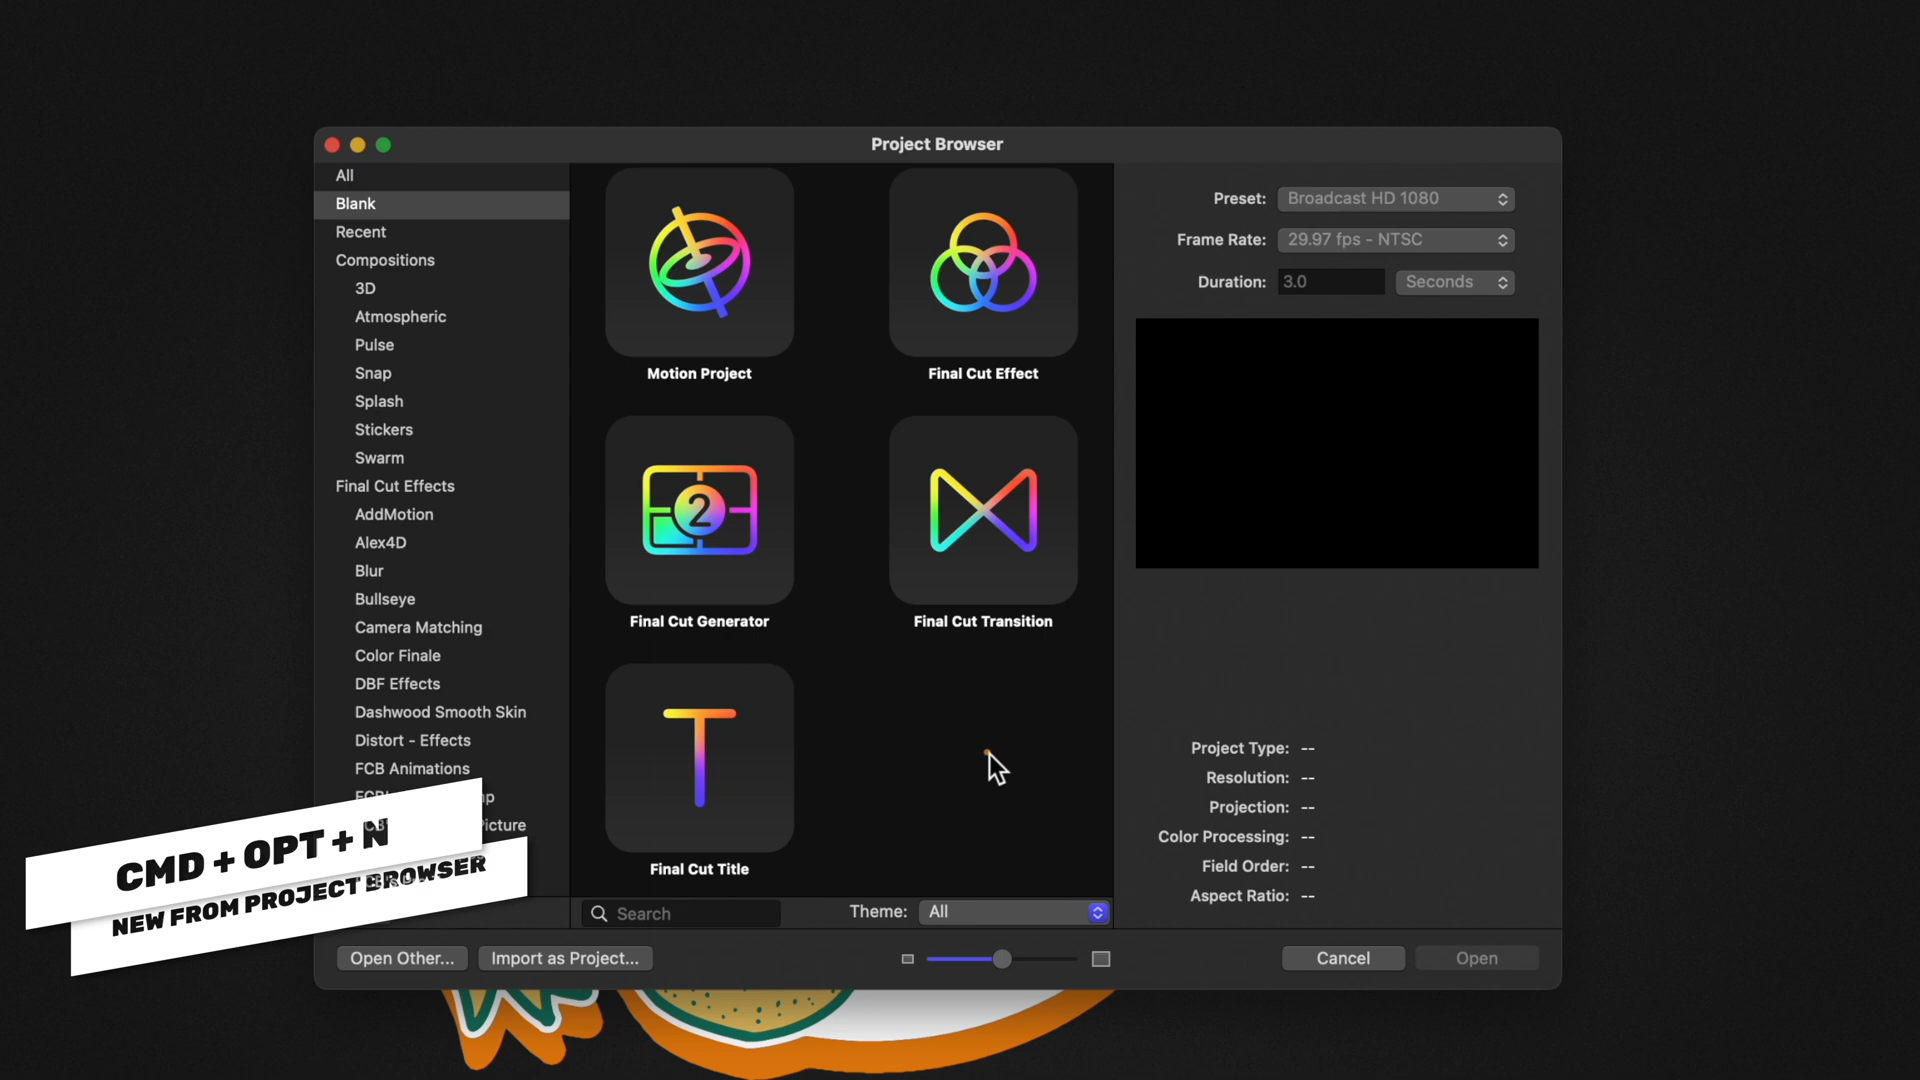 Project Browser
All
Blank
Recent
Compositions
3D
Atmospheric
Pulse
Snap
Splash
Stickers
Swarm
Final Cut Effects
AddMotion
Alex4D
Blur
Bullseye
Camera Matching
Color Finale
DBF Effects
Dashwood Smooth Skin
Distort - Effects
FCB Animations
Picture
Motion Project
Final Cut Effect
2
Final Cut Generator
Final Cut Transition
T
Final Cut Title
Search
Theme: All
Preset: Broadcast HD 1080
Frame Rate: 29.97 fps - NTSC
Duration: 3.0 Seconds
Project Type: --
Resolution: --
Projection: --
Color Processing: --
Field Order: --
Aspect Ratio: --
Open Other...
Import as Project...
Cancel
Open
CMD + OPT + N
NEW FROM PROJECT BROWSER